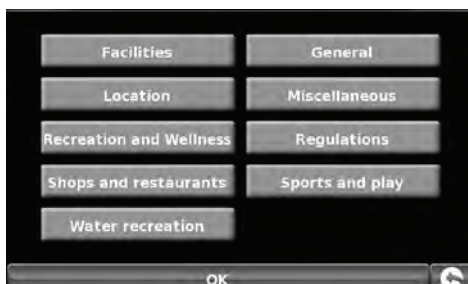 Facilities
General
Location
Miscellaneous
Recreation and Wellness
Regulations
Shops and restaurants
Sports and play
Water recreation
OK